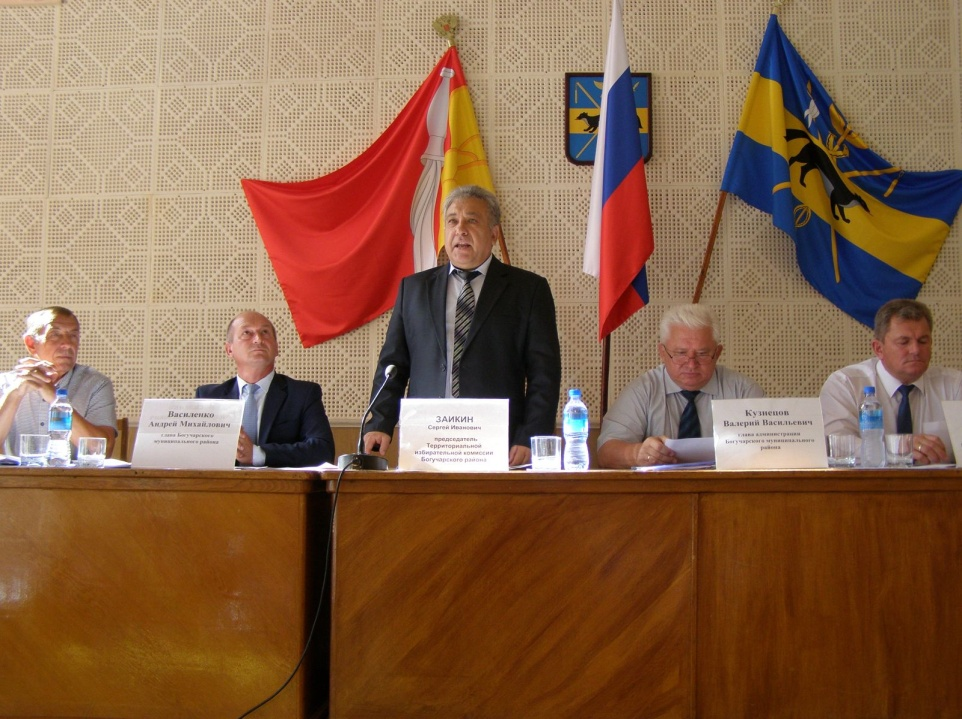 Василенко
Андрей Михайлович
глава Богучарского
муниципального района
ЗАИКИН
Сергей Иванович
председатель
Территориальной
избирательной комиссии
Богучарского района
Кузнецов
Валерий Васильевич
глава администрации
Богучарского муниципального
района